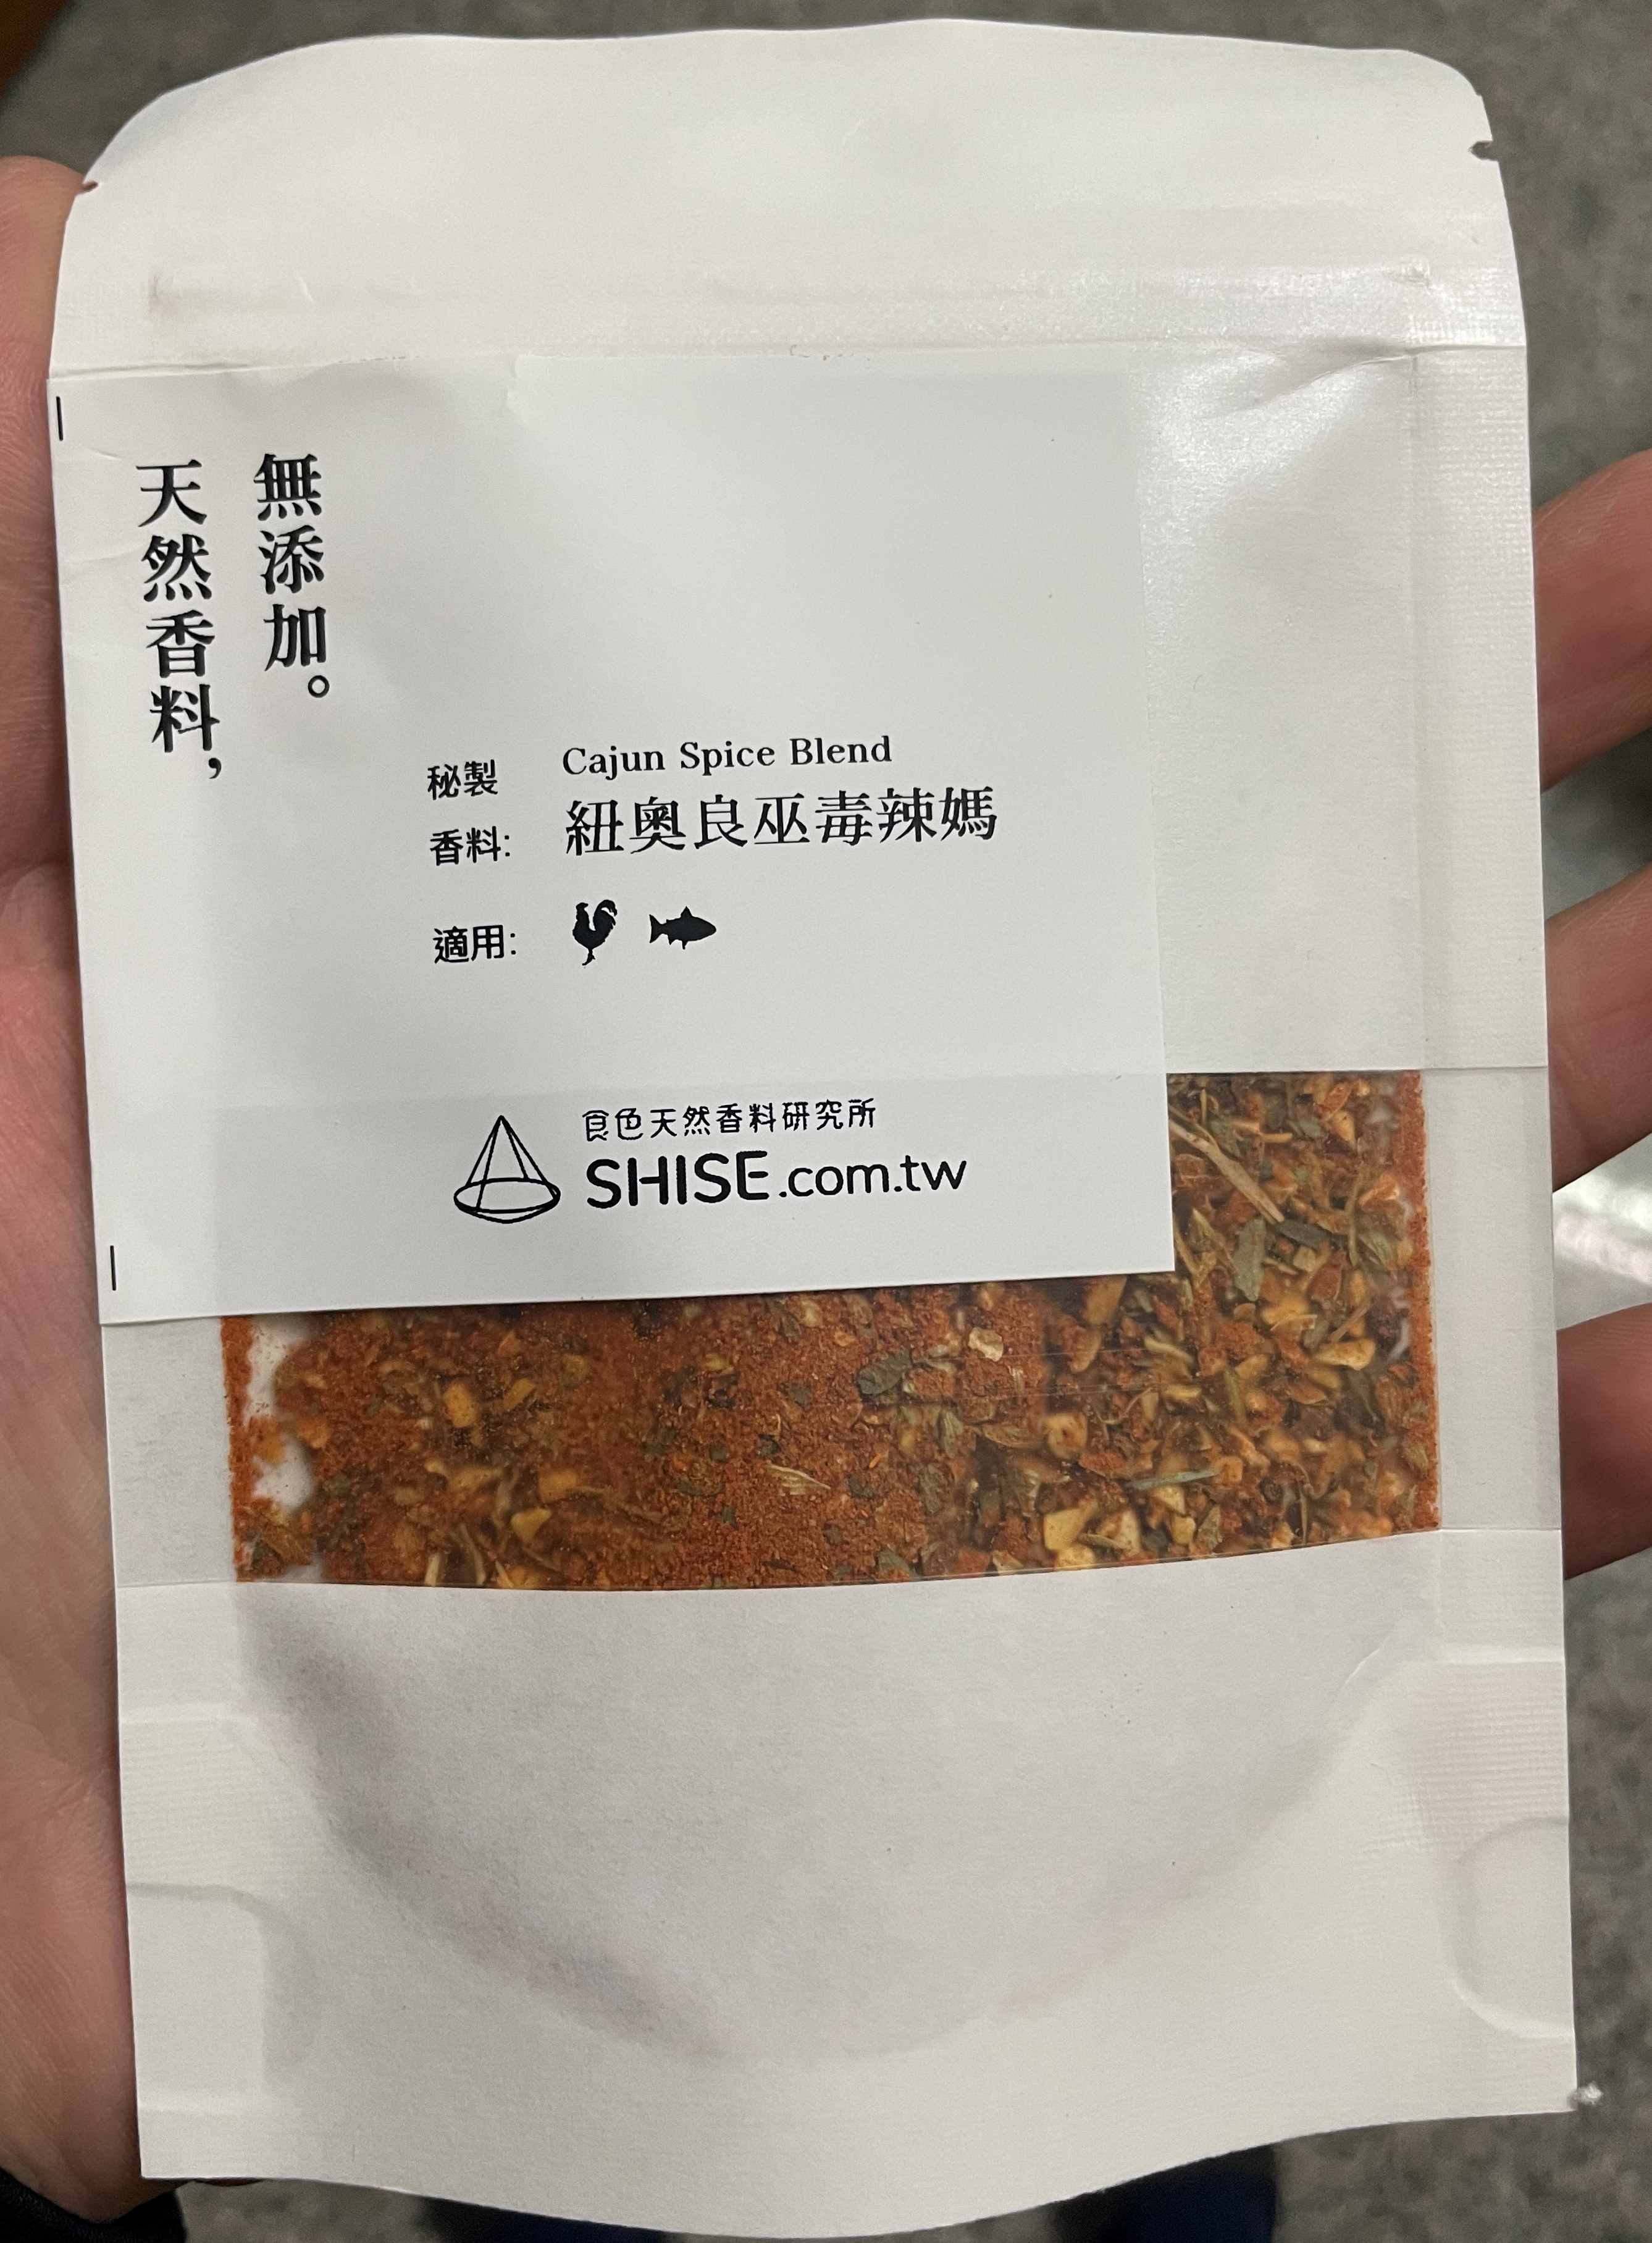 天然香料，
無添加。
秘製
香料:
Cajun Spice Blend
紐奧良巫毒辣媽
適用:
食色天然香料研究所
SHISE.com.tw